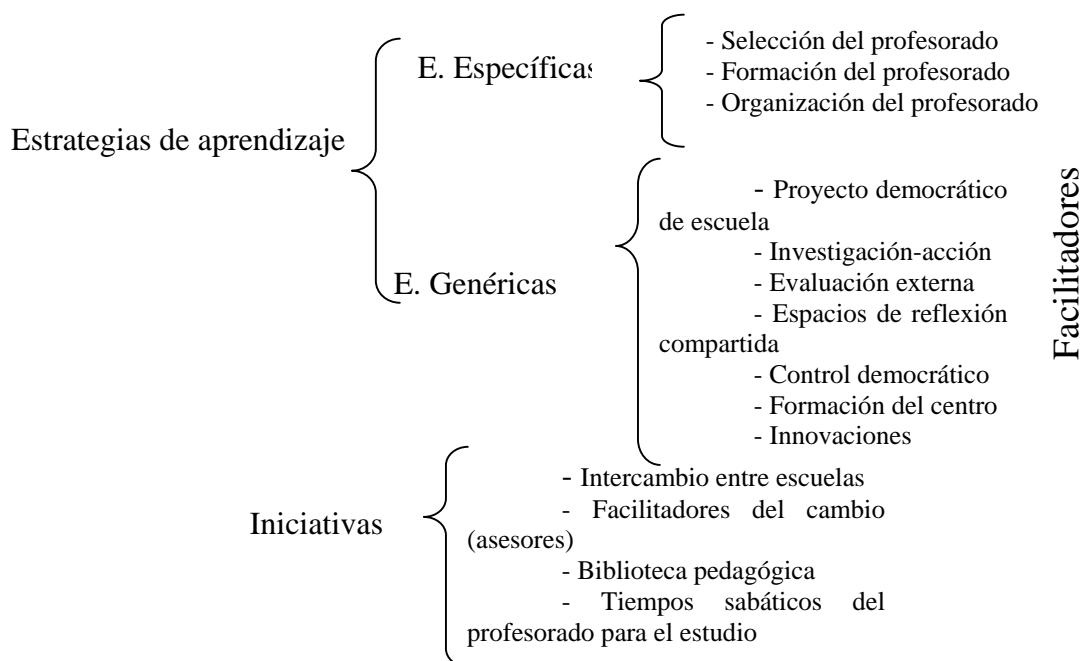 Estrategias de aprendizaje
E. Específicas
- Selección del profesorado
- Formación del profesorado
- Organización del profesorado
E. Genéricas
- Proyecto democrático
de escuela
- Investigación-acción
- Evaluación externa
- Espacios de reflexión
compartida
- Control democrático
- Formación del centro
- Innovaciones
Facilitadores
Iniciativas
- Intercambio entre escuelas
- Facilitadores del cambio
(asesores)
- Biblioteca pedagógica
- Tiempos sabáticos del
profesorado para el estudio